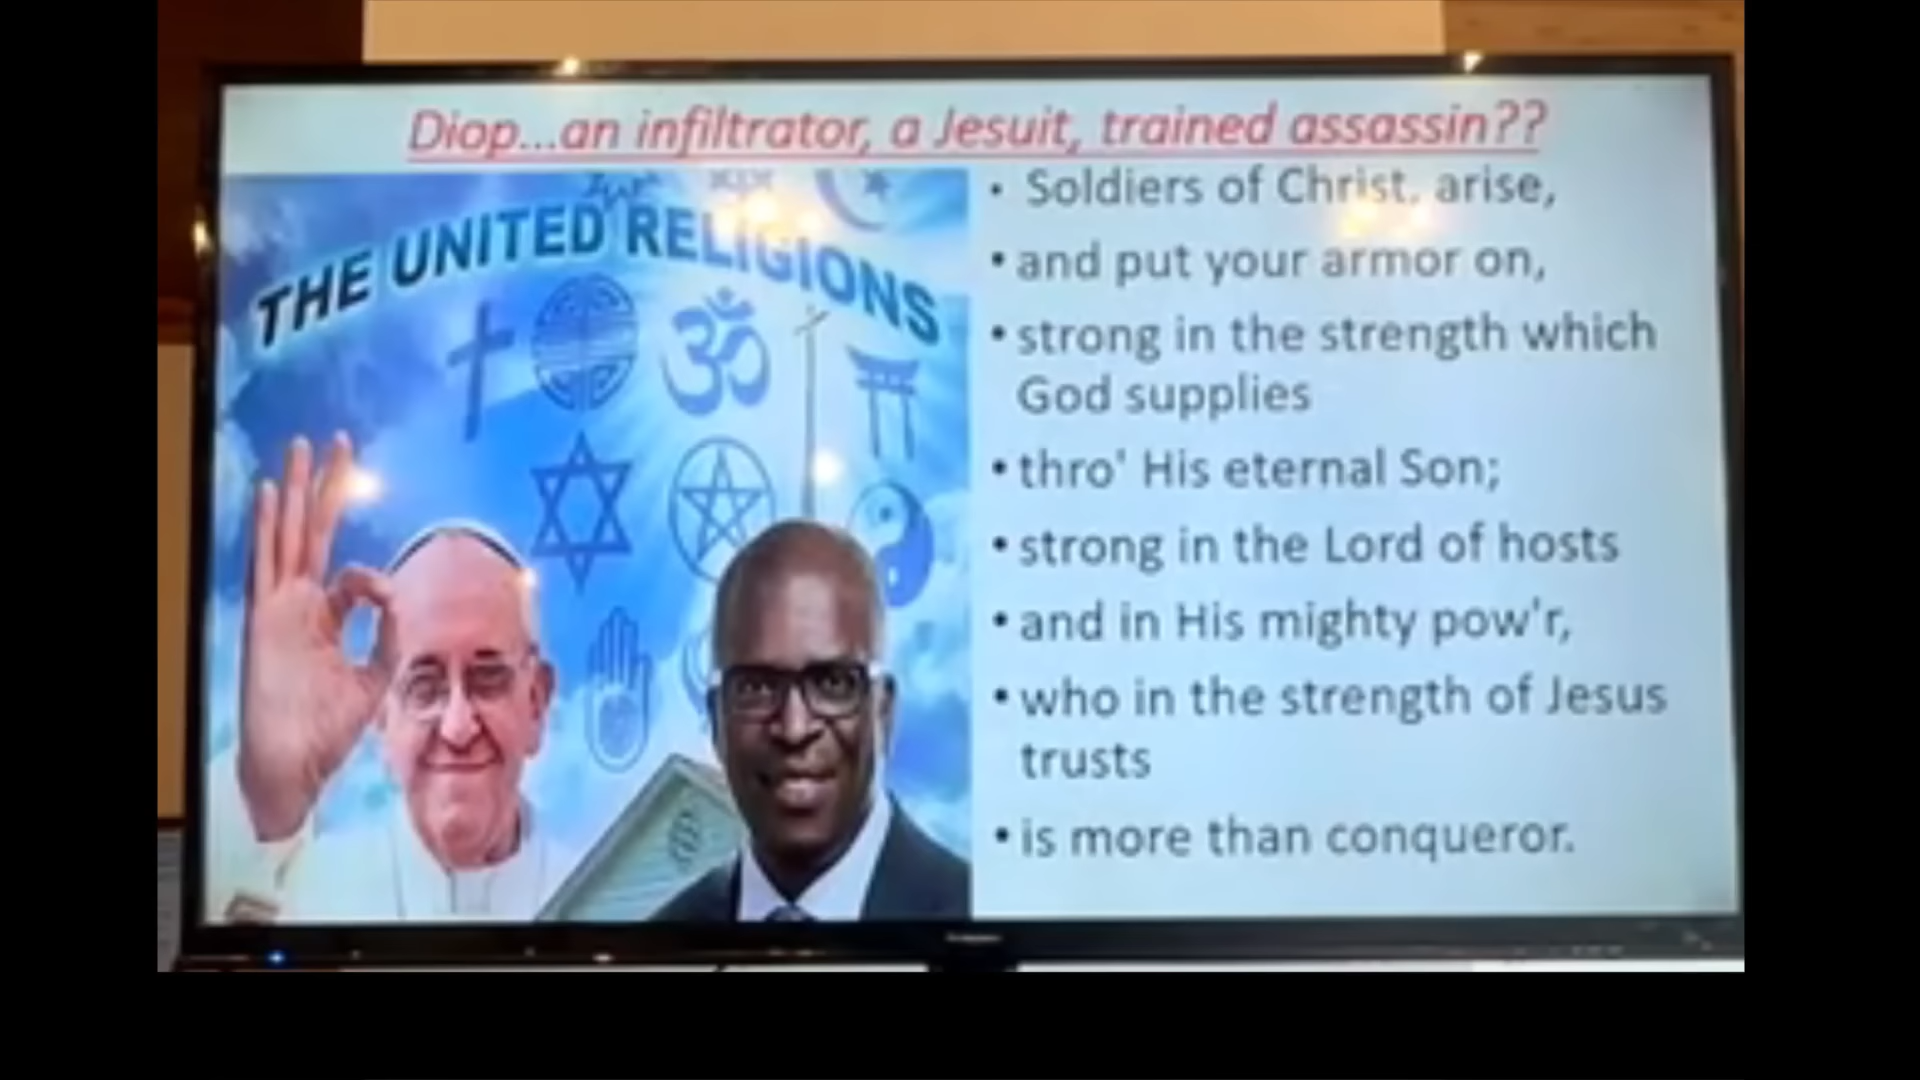 Diop...an infiltrator, a Jesuit, trained assassin??
THE UNITED RELIGIONS
• Soldiers of Christ, arise,
• and put your armor on,
• strong in the strength which
God supplies
• thro' His eternal Son;
• strong in the Lord of hosts
• and in His mighty pow'r,
• who in the strength of Jesus
trusts
• is more than conqueror.